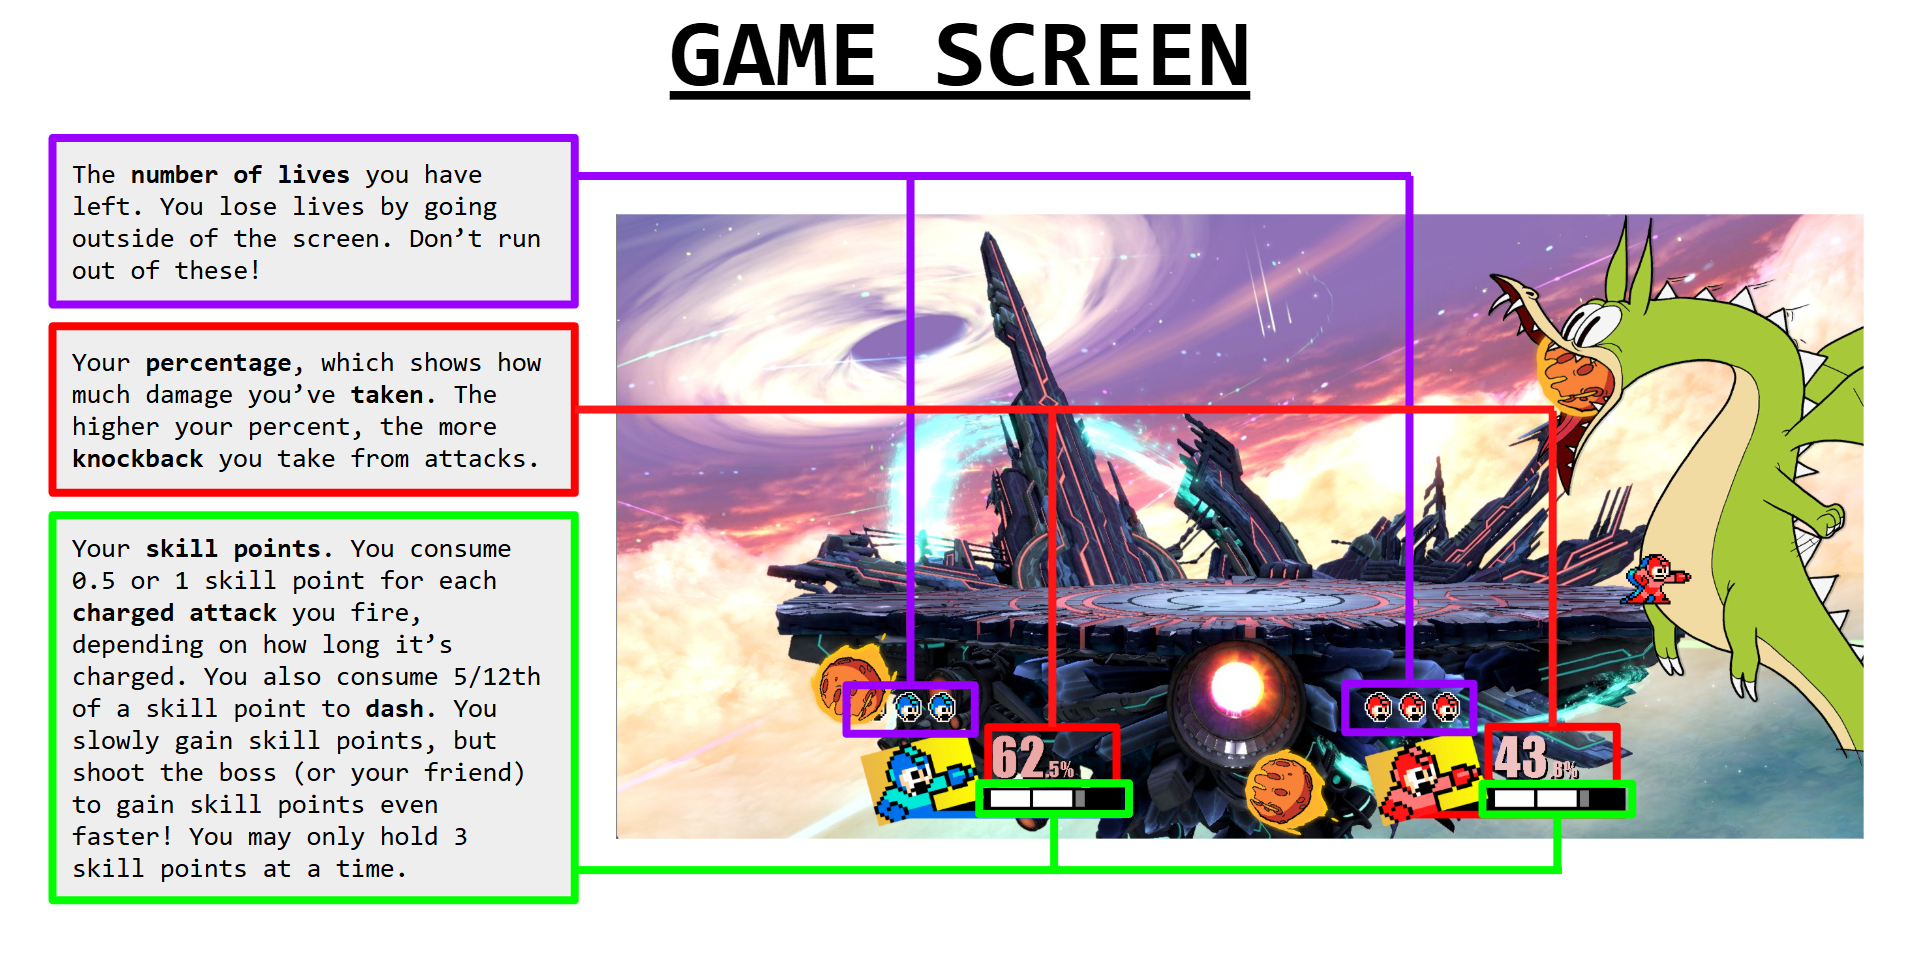 GAME SCREEN
The number of lives you have
left. You lose lives by going
outside of the screen. Don’t run
out of these!
Your percentage, which shows how
much damage you’ve taken. The
higher your percent, the more
knockback you take from attacks.
Your skill points. You consume
0.5 or 1 skill point for each
charged attack you fire,
depending on how long it’s
charged. You also consume 5/12th
of a skill point to dash. You
slowly gain skill points, but
shoot the boss (or your friend)
to gain skill points even
faster! You may only hold 3
skill points at a time.
62.5%
43.8%